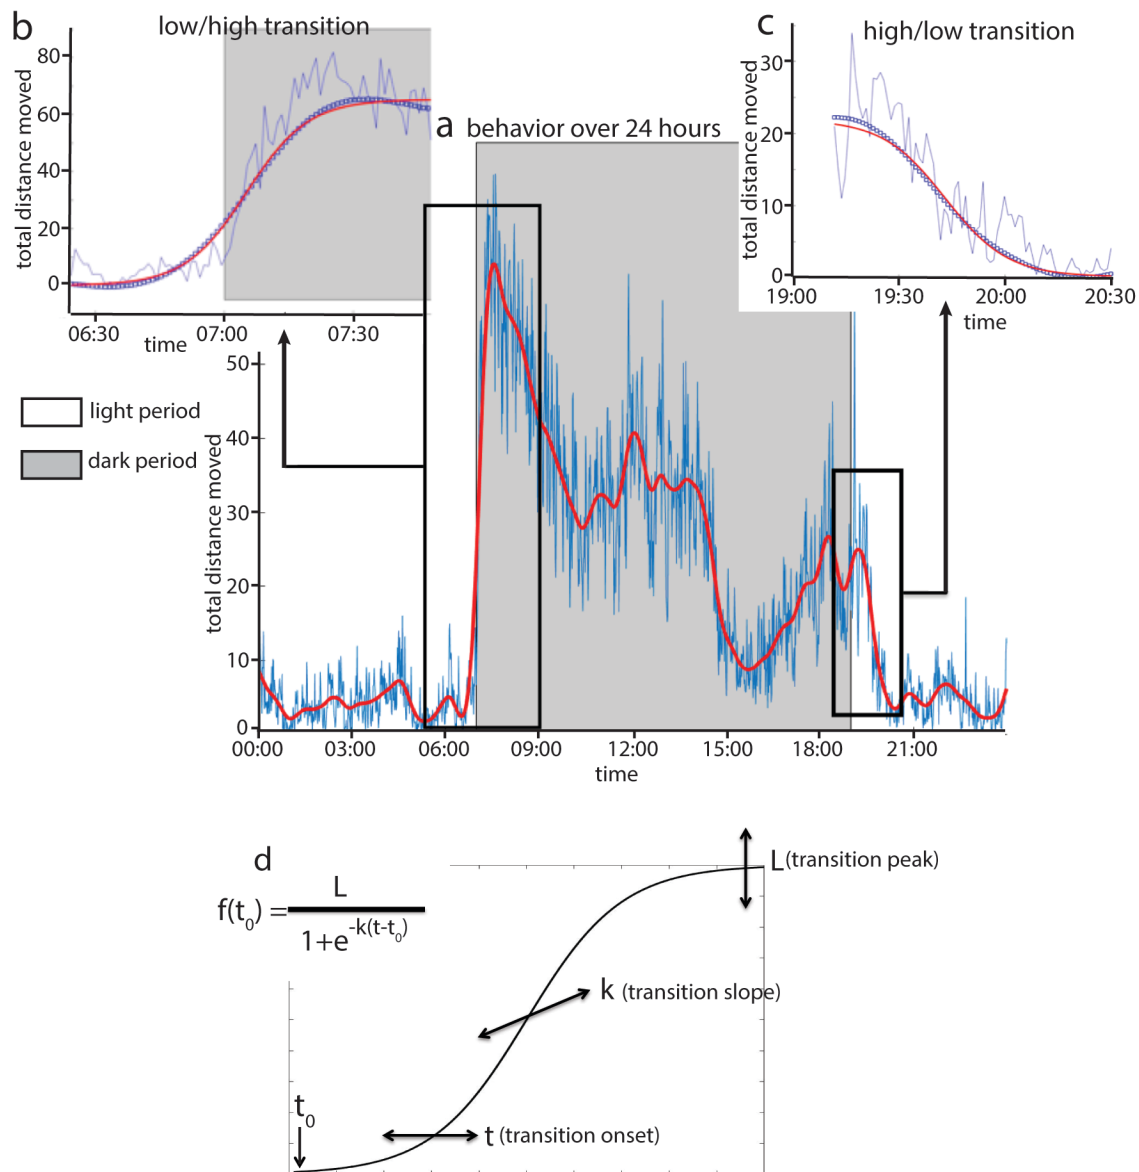 b
low/high transition
total distance moved
80
60
40
20
0
06:30
07:00
07:30
time
a behavior over 24 hours
c
high/low transition
total distance moved
30
20
10
0
19:00
19:30
20:00
20:30
time
light period
dark period
total distance moved
50
40
30
20
10
0
00:00
03:00
06:00
09:00
12:00
15:00
18:00
21:00
time
d
f(t₀) = L
1+e^-k(t-t₀)
L (transition peak)
k (transition slope)
t₀
t (transition onset)